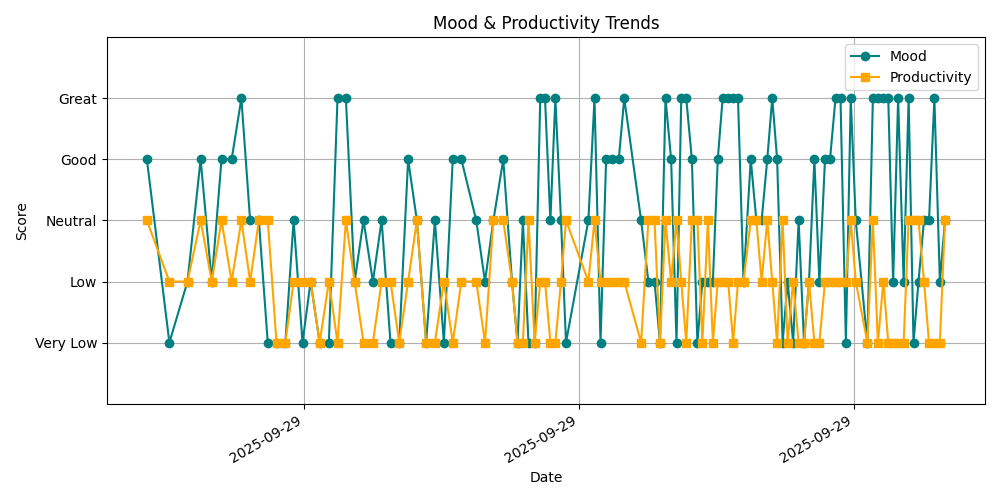 Mood & Productivity Trends
Mood
Productivity
Great
Good
Neutral
Low
Very Low
Score
2025-09-29
2025-09-29
2025-09-29
Date